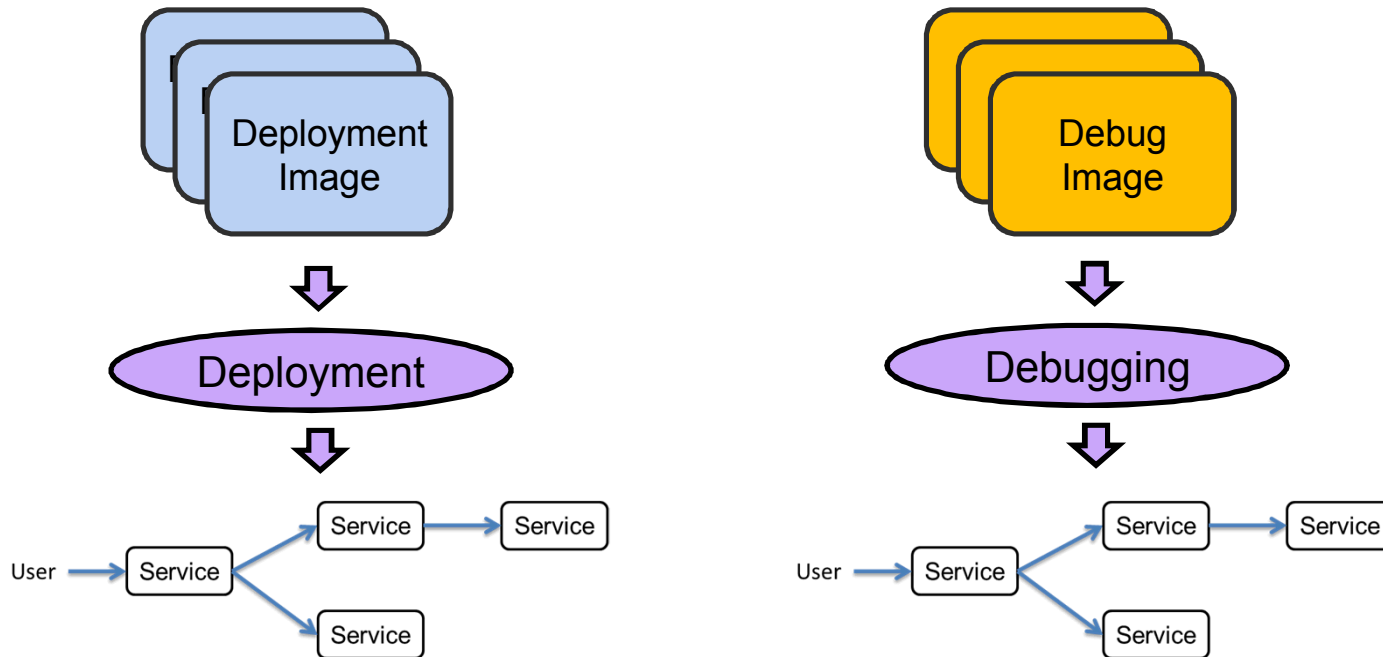 Deployment
Image
Debug
Image
Deployment
Debugging
Service
Service
User
Service
Service
Service
Service
User
Service
Service